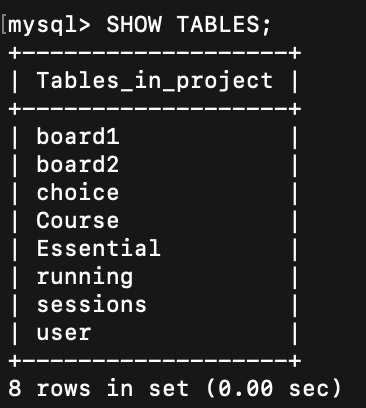 [mysql> SHOW TABLES;
+-------------------+
| Tables_in_project |
+-------------------+
| board1            |
| board2            |
| choice            |
| Course            |
| Essential         |
| running           |
| sessions          |
| user              |
+-------------------+
8 rows in set (0.00 sec)